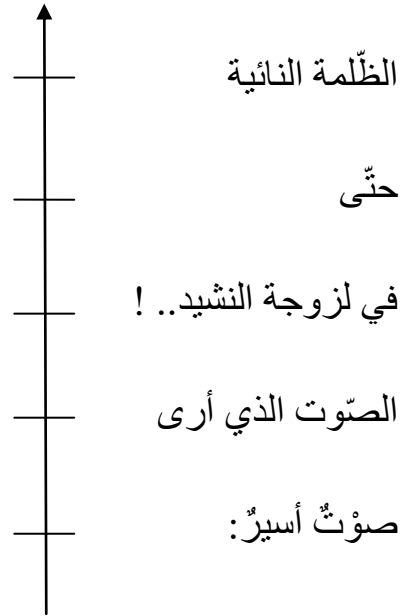 الظّلمة النائية
حتّى
في لزوجة النشيد.. !
الصّوت الذي أرى
صوْتٌ أسيرٌ: